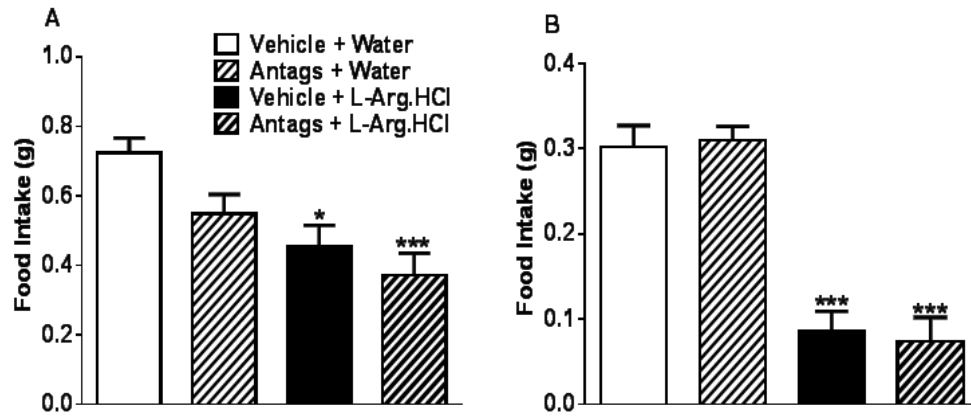 A
Vehicle + Water
Antags + Water
Vehicle + L-Arg.HCl
Antags + L-Arg.HCl
1.0
0.8
0.6
0.4
0.2
0.0
Food Intake (g)
*
***
B
0.4
0.3
0.2
0.1
0.0
Food Intake (g)
***
***